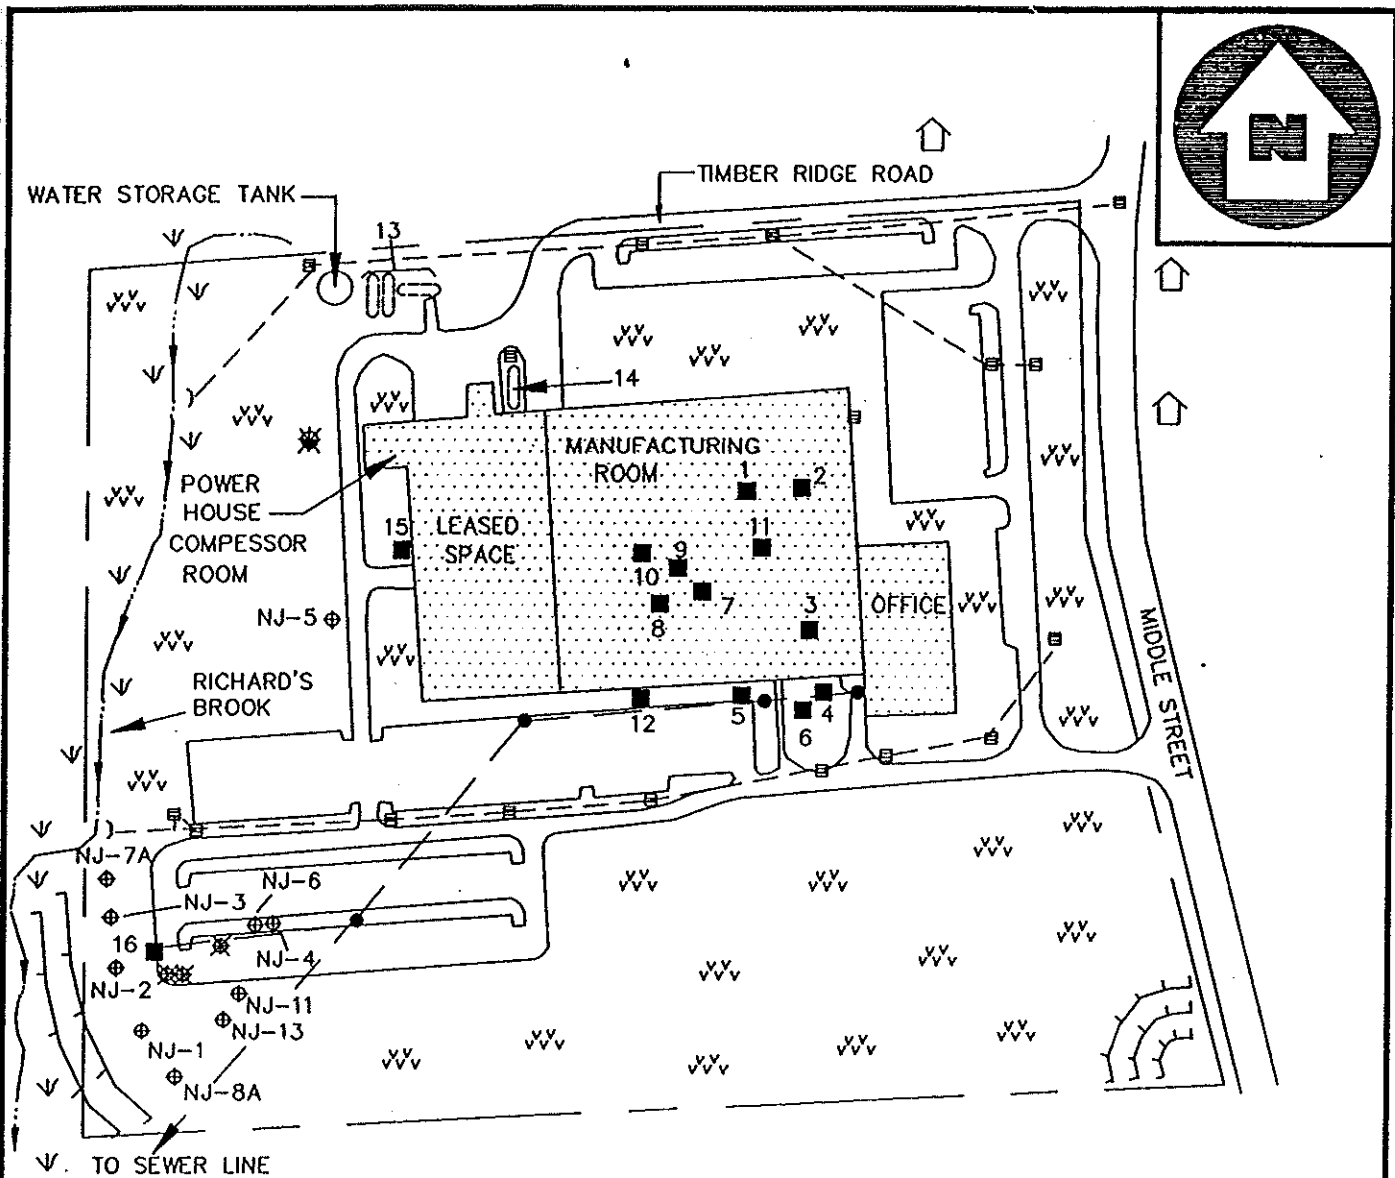 N
TIMBER RIDGE ROAD
WATER STORAGE TANK
13
14
MANUFACTURING
ROOM
1
2
POWER
HOUSE
COMPESSOR
ROOM
15
LEASED
SPACE
11
9
10
7
8
3
OFFICE
NJ-5
MIDDLE STREET
RICHARD'S
BROOK
12
5
4
6
NJ-7A
NJ-6
NJ-3
16
NJ-4
NJ-2
NJ-11
NJ-13
NJ-1
NJ-8A
TO SEWER LINE